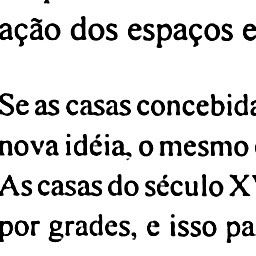 ação dos espaços e
Se as casas concebida
nova idéia, o mesmo
As casas do século XV
por grades, e isso pa